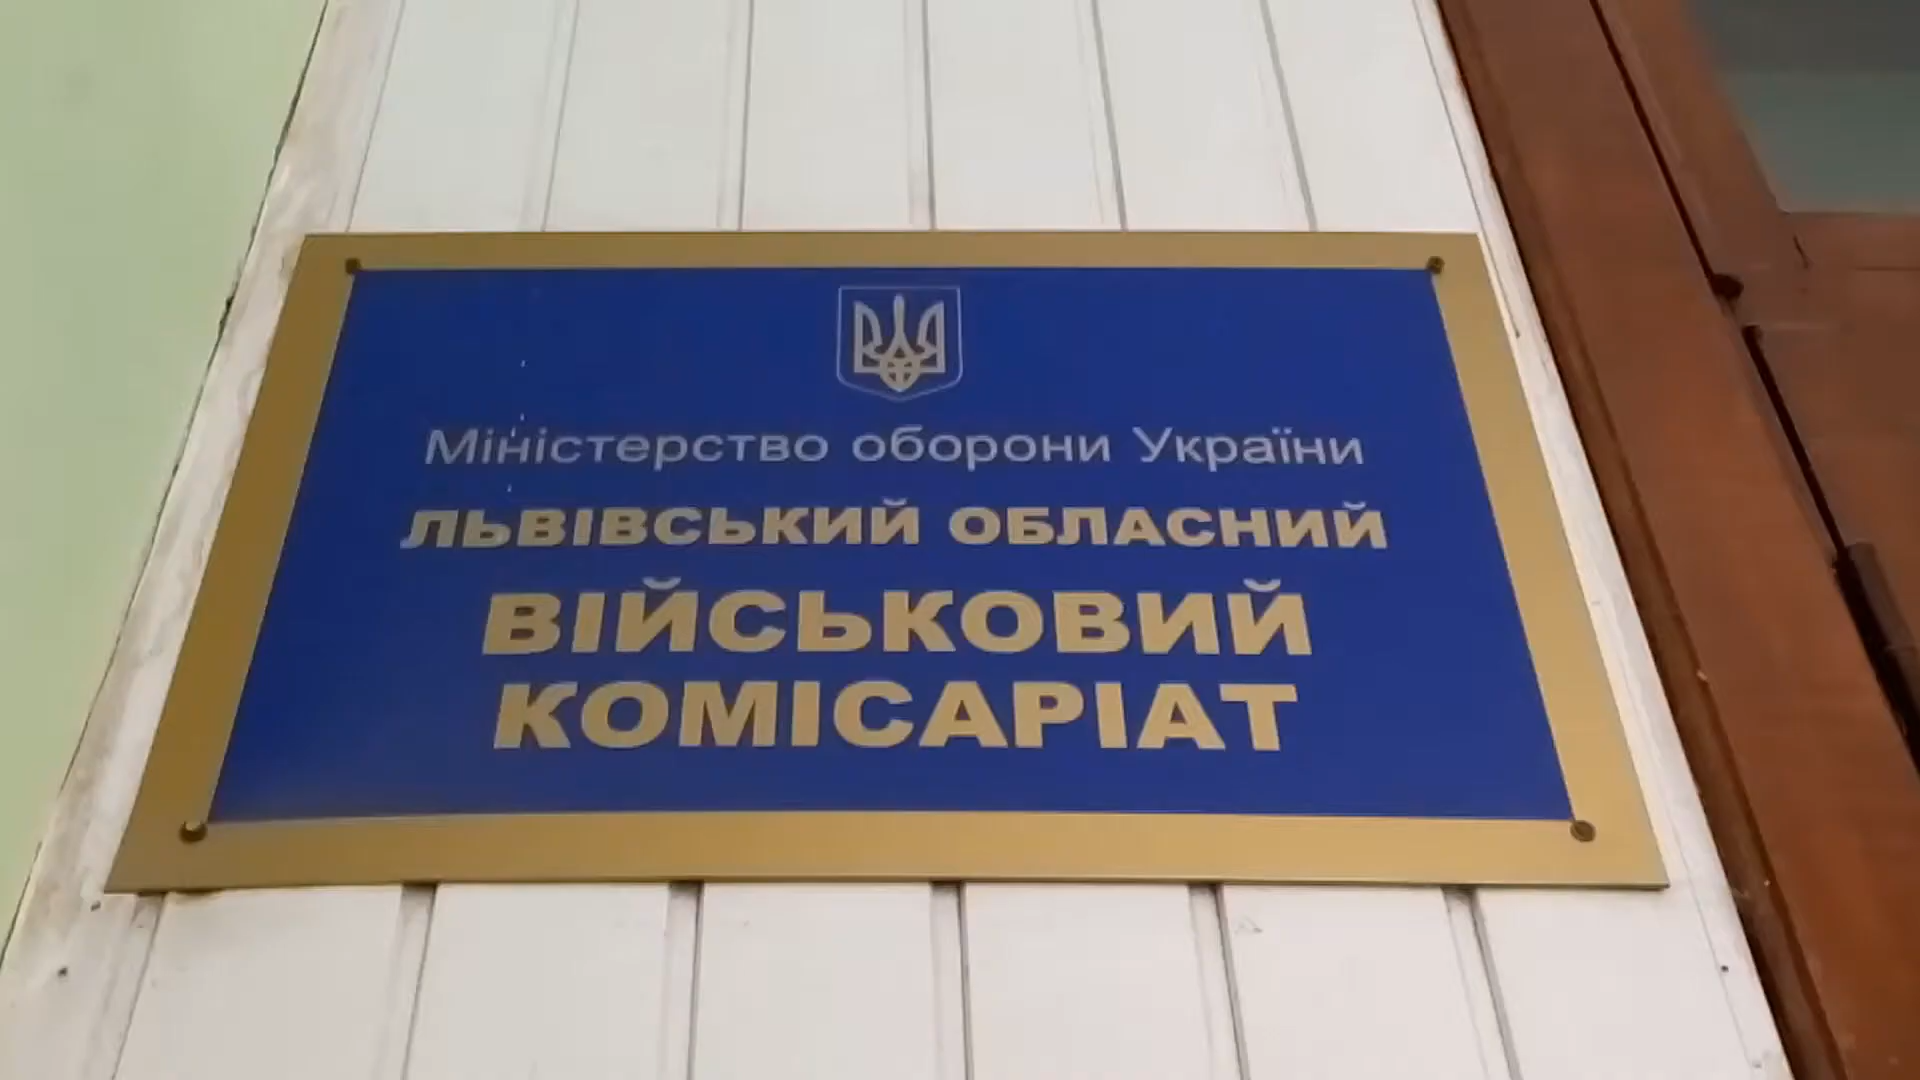 Міністерство оборони України
ЛЬВІВСЬКИЙ ОБЛАСНИЙ
ВІЙСЬКОВИЙ
КОМІСАРІАТ